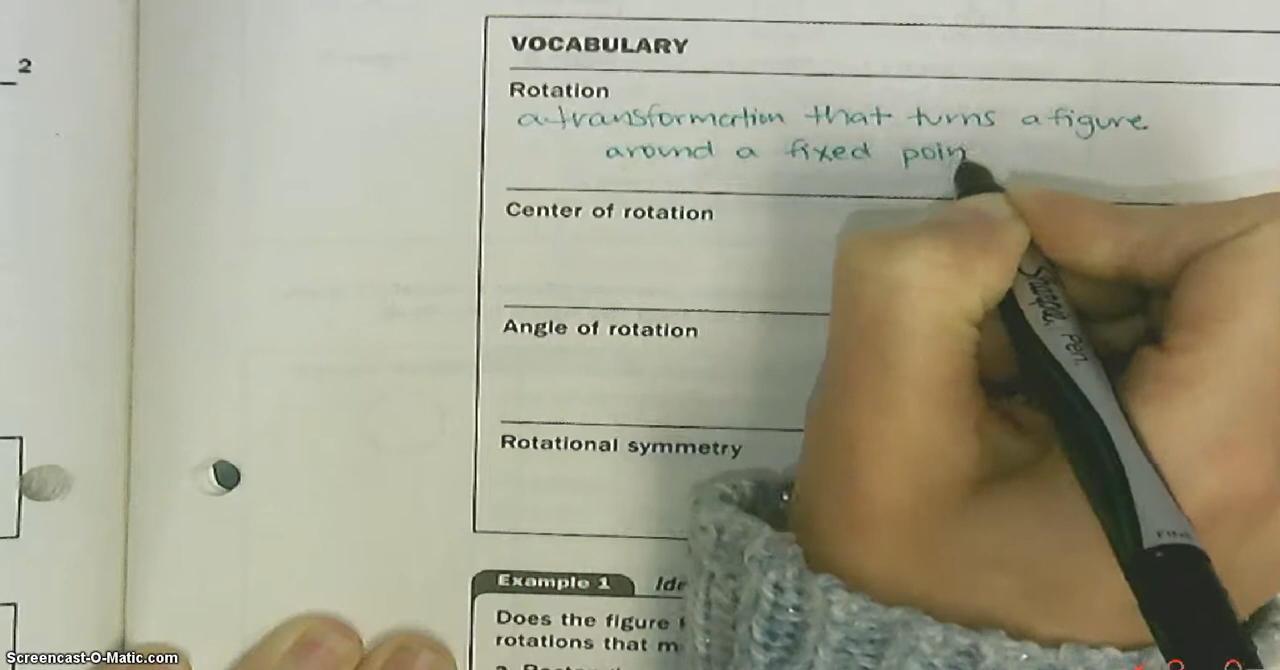 2
VOCABULARY
Rotation
a transformation that turns a figure
around a fixed poin
Center of rotation
Angle of rotation
Rotational symmetry
Sharpie. Pen.
Example 1 Ide
Does the figure
rotations that m
Screencast-O-Matic.com